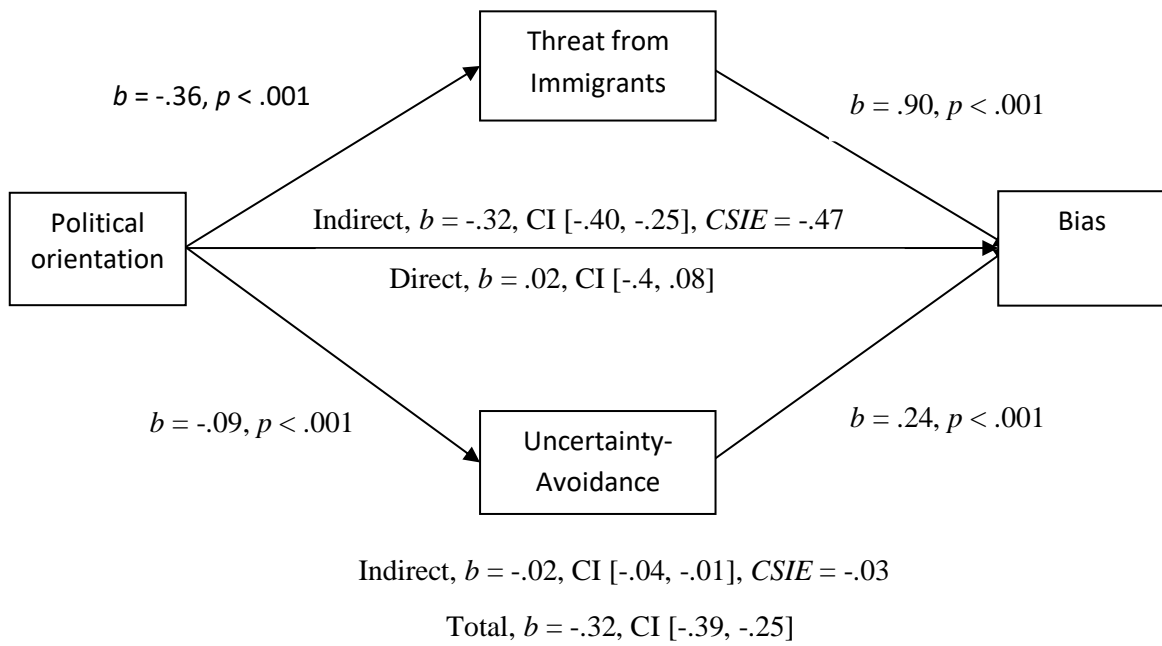 Threat from
Immigrants
b = -.36, p < .001
b = .90, p < .001
Political
orientation
Indirect, b = -.32, CI [-.40, -.25], CSIE = -.47
Bias
Direct, b = .02, CI [-.4, .08]
b = -.09, p < .001
b = .24, p < .001
Uncertainty-
Avoidance
Indirect, b = -.02, CI [-.04, -.01], CSIE = -.03
Total, b = -.32, CI [-.39, -.25]